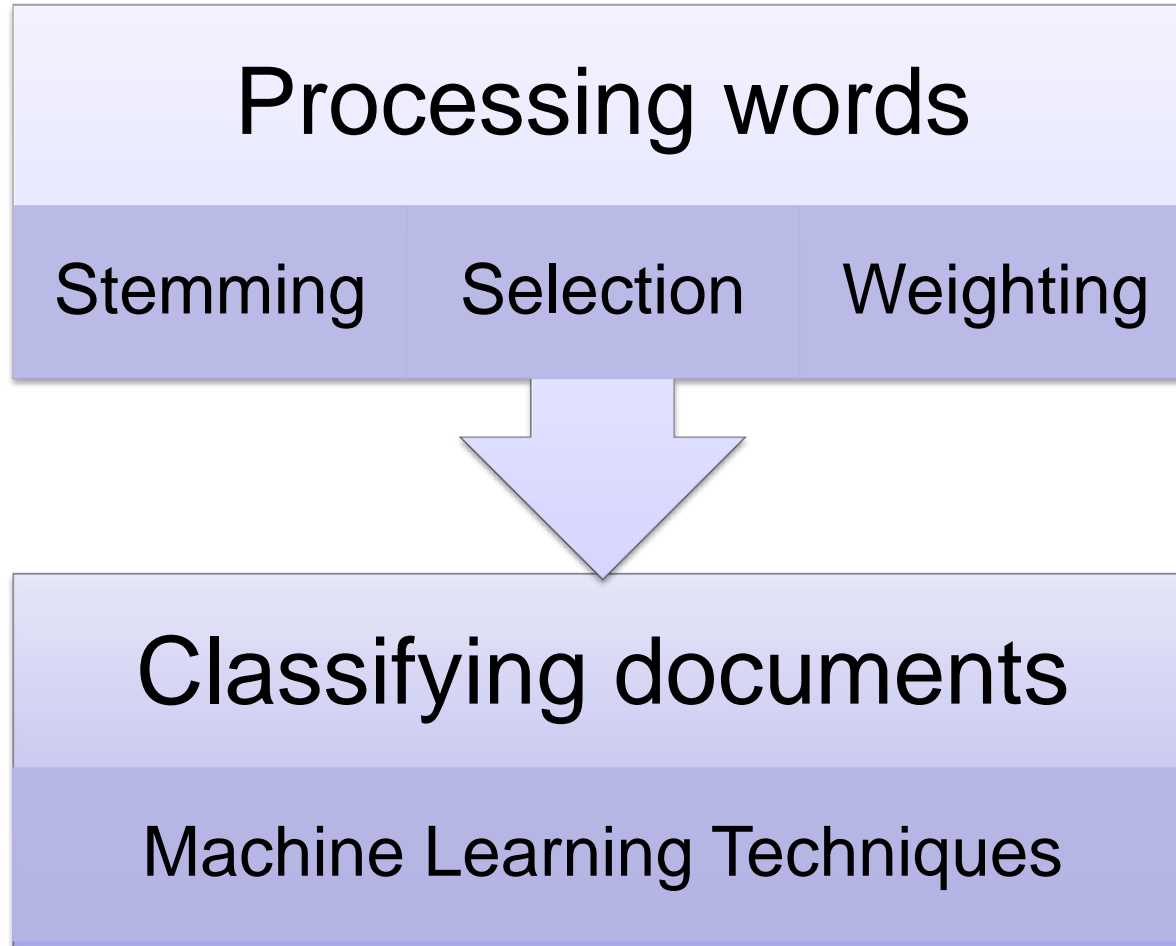 Processing words
Stemming Selection Weighting
Classifying documents
Machine Learning Techniques